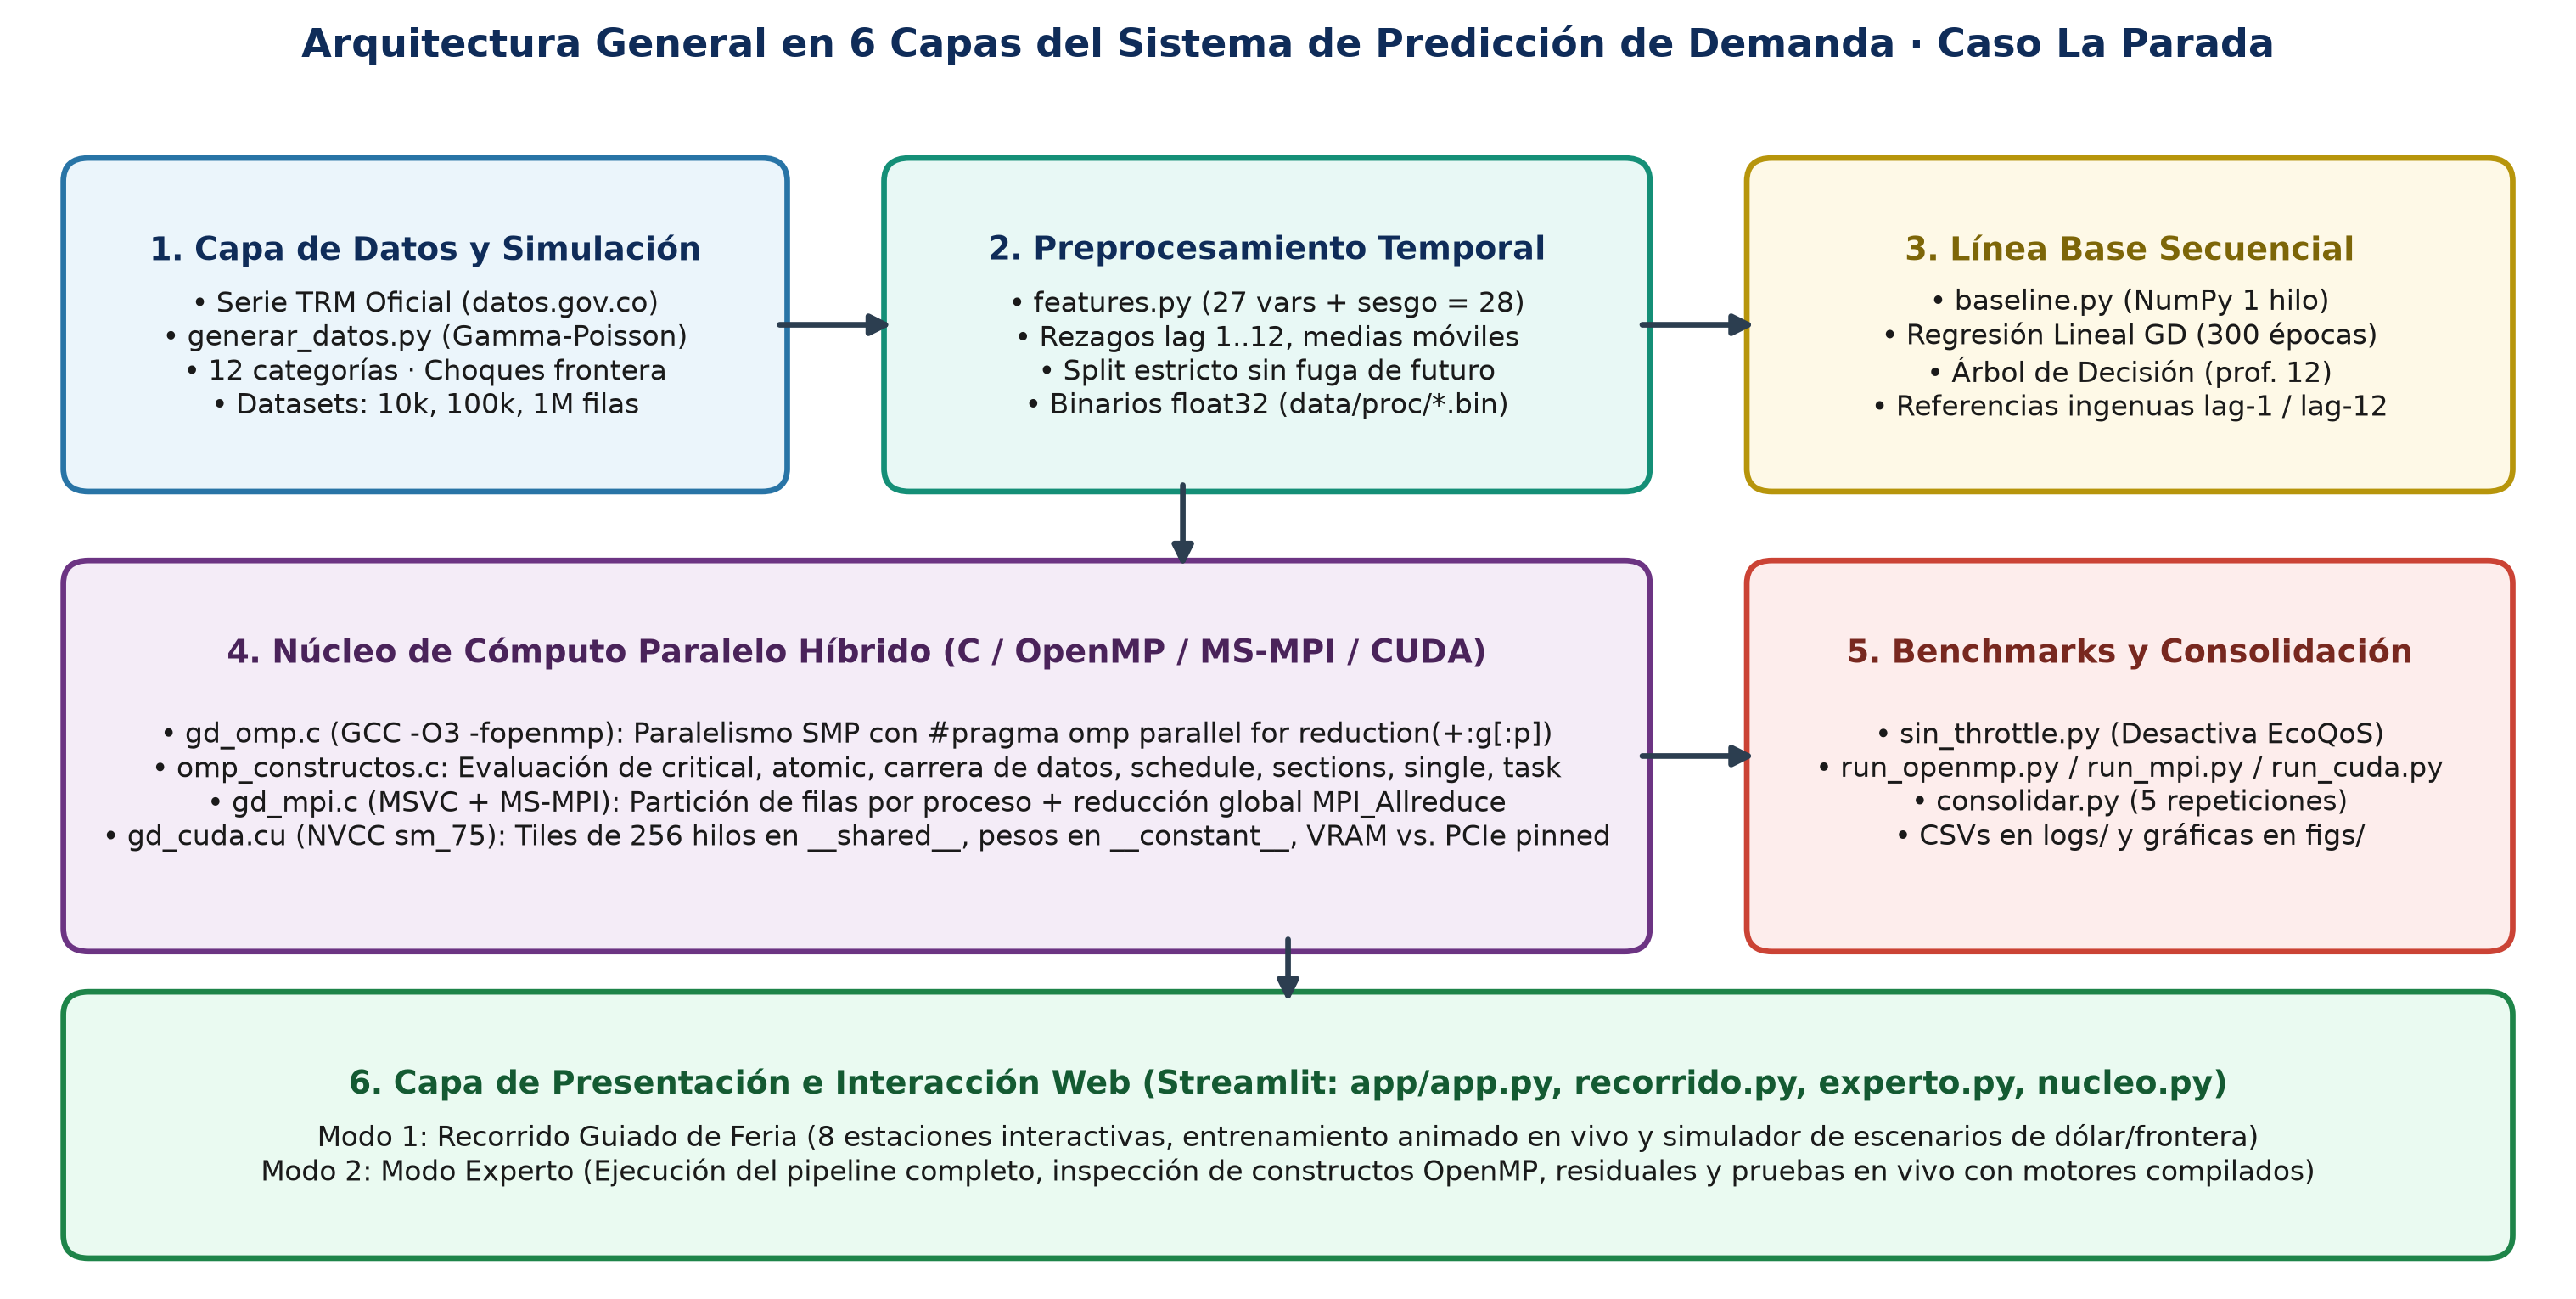 Arquitectura General en 6 Capas del Sistema de Predicción de Demanda · Caso La Parada
1. Capa de Datos y Simulación
• Serie TRM Oficial (datos.gov.co)
• generar_datos.py (Gamma-Poisson)
• 12 categorías · Choques frontera
• Datasets: 10k, 100k, 1M filas
2. Preprocesamiento Temporal
• features.py (27 vars + sesgo = 28)
• Rezagos lag 1..12, medias móviles
• Split estricto sin fuga de futuro
• Binarios float32 (data/proc/*.bin)
3. Línea Base Secuencial
• baseline.py (NumPy 1 hilo)
• Regresión Lineal GD (300 épocas)
• Árbol de Decisión (prof. 12)
• Referencias ingenuas lag-1 / lag-12
4. Núcleo de Cómputo Paralelo Híbrido (C / OpenMP / MS-MPI / CUDA)
• gd_omp.c (GCC -O3 -fopenmp): Paralelismo SMP con #pragma omp parallel for reduction(+:g[:p])
• omp_constructos.c: Evaluación de critical, atomic, carrera de datos, schedule, sections, single, task
• gd_mpi.c (MSVC + MS-MPI): Partición de filas por proceso + reducción global MPI_Allreduce
• gd_cuda.cu (NVCC sm_75): Tiles de 256 hilos en __shared__, pesos en __constant__, VRAM vs. PCIe pinned
5. Benchmarks y Consolidación
• sin_throttle.py (Desactiva EcoQoS)
• run_openmp.py / run_mpi.py / run_cuda.py
• consolidar.py (5 repeticiones)
• CSVs en logs/ y gráficas en figs/
6. Capa de Presentación e Interacción Web (Streamlit: app/app.py, recorrido.py, experto.py, nucleo.py)
Modo 1: Recorrido Guiado de Feria (8 estaciones interactivas, entrenamiento animado en vivo y simulador de escenarios de dólar/frontera)
Modo 2: Modo Experto (Ejecución del pipeline completo, inspección de constructos OpenMP, residuales y pruebas en vivo con motores compilados)